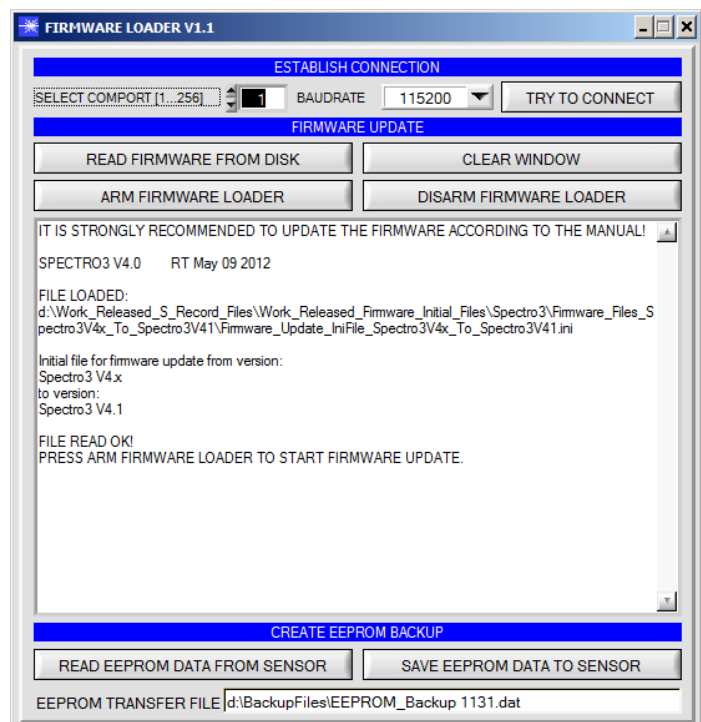 FIRMWARE LOADER V1.1
ESTABLISH CONNECTION
SELECT COMPORT [1...256] 1 BAUDRATE 115200 TRY TO CONNECT
FIRMWARE UPDATE
READ FIRMWARE FROM DISK CLEAR WINDOW
ARM FIRMWARE LOADER DISARM FIRMWARE LOADER
IT IS STRONGLY RECOMMENDED TO UPDATE THE FIRMWARE ACCORDING TO THE MANUAL!
SPECTRO3 V4.0 RT May 09 2012
FILE LOADED:
d:\Work_Released_S_Record_Files\Work_Released_Firmware_Initial_Files\Spectro3\Firmware_Files_S
pectro3V4x_To_Spectro3V41\Firmware_Update_IniFile_Spectro3V4x_To_Spectro3V41.ini
Initial file for firmware update from version:
Spectro3 V4.x
to version:
Spectro3 V4.1
FILE READ OK!
PRESS ARM FIRMWARE LOADER TO START FIRMWARE UPDATE.
CREATE EEPROM BACKUP
READ EEPROM DATA FROM SENSOR SAVE EEPROM DATA TO SENSOR
EEPROM TRANSFER FILE d:\BackupFiles\EEPROM_Backup 1131.dat